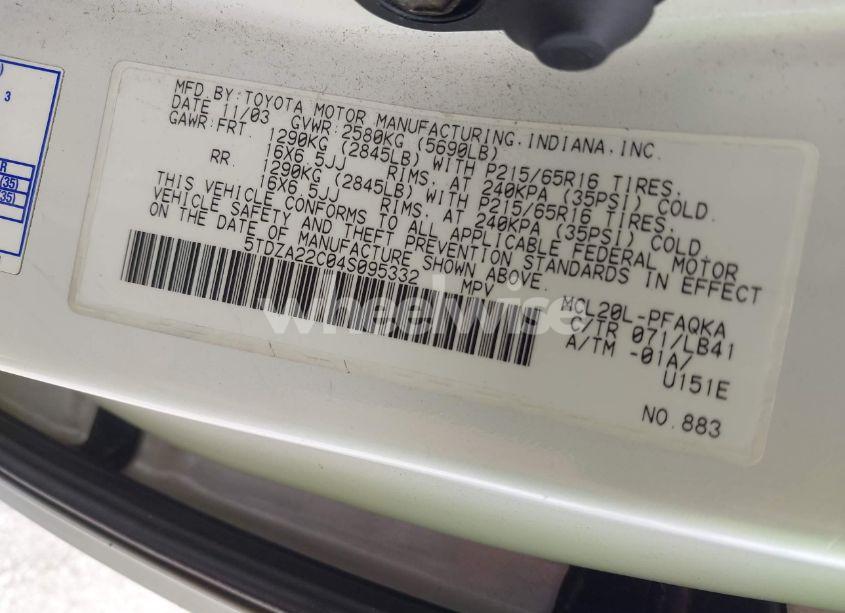 )
3
R
(35)
35)
MFD.BY:TOYOTA MOTOR MANUFACTURING,INDIANA,INC.
DATE 11/03 GVWR:2580KG (5690LB)
GAWR:FRT. 1290KG (2845LB) WITH P215/65R16 TIRES,
16X6.5JJ RIMS, AT 240KPA (35PSI) COLD.
RR. 1290KG (2845LB) WITH P215/65R16 TIRES,
16X6.5JJ RIMS, AT 240KPA (35PSI) COLD.
THIS VEHICLE CONFORMS TO ALL APPLICABLE FEDERAL MOTOR
VEHICLE SAFETY AND THEFT PREVENTION STANDARDS IN EFFECT
ON THE DATE OF MANUFACTURE SHOWN ABOVE.
5TDZA22C04S095332 MPV
MCL20L-PFAQKA
C/TR 071/LB41
A/TM -01A/
U151E
NO.883
wheelwise